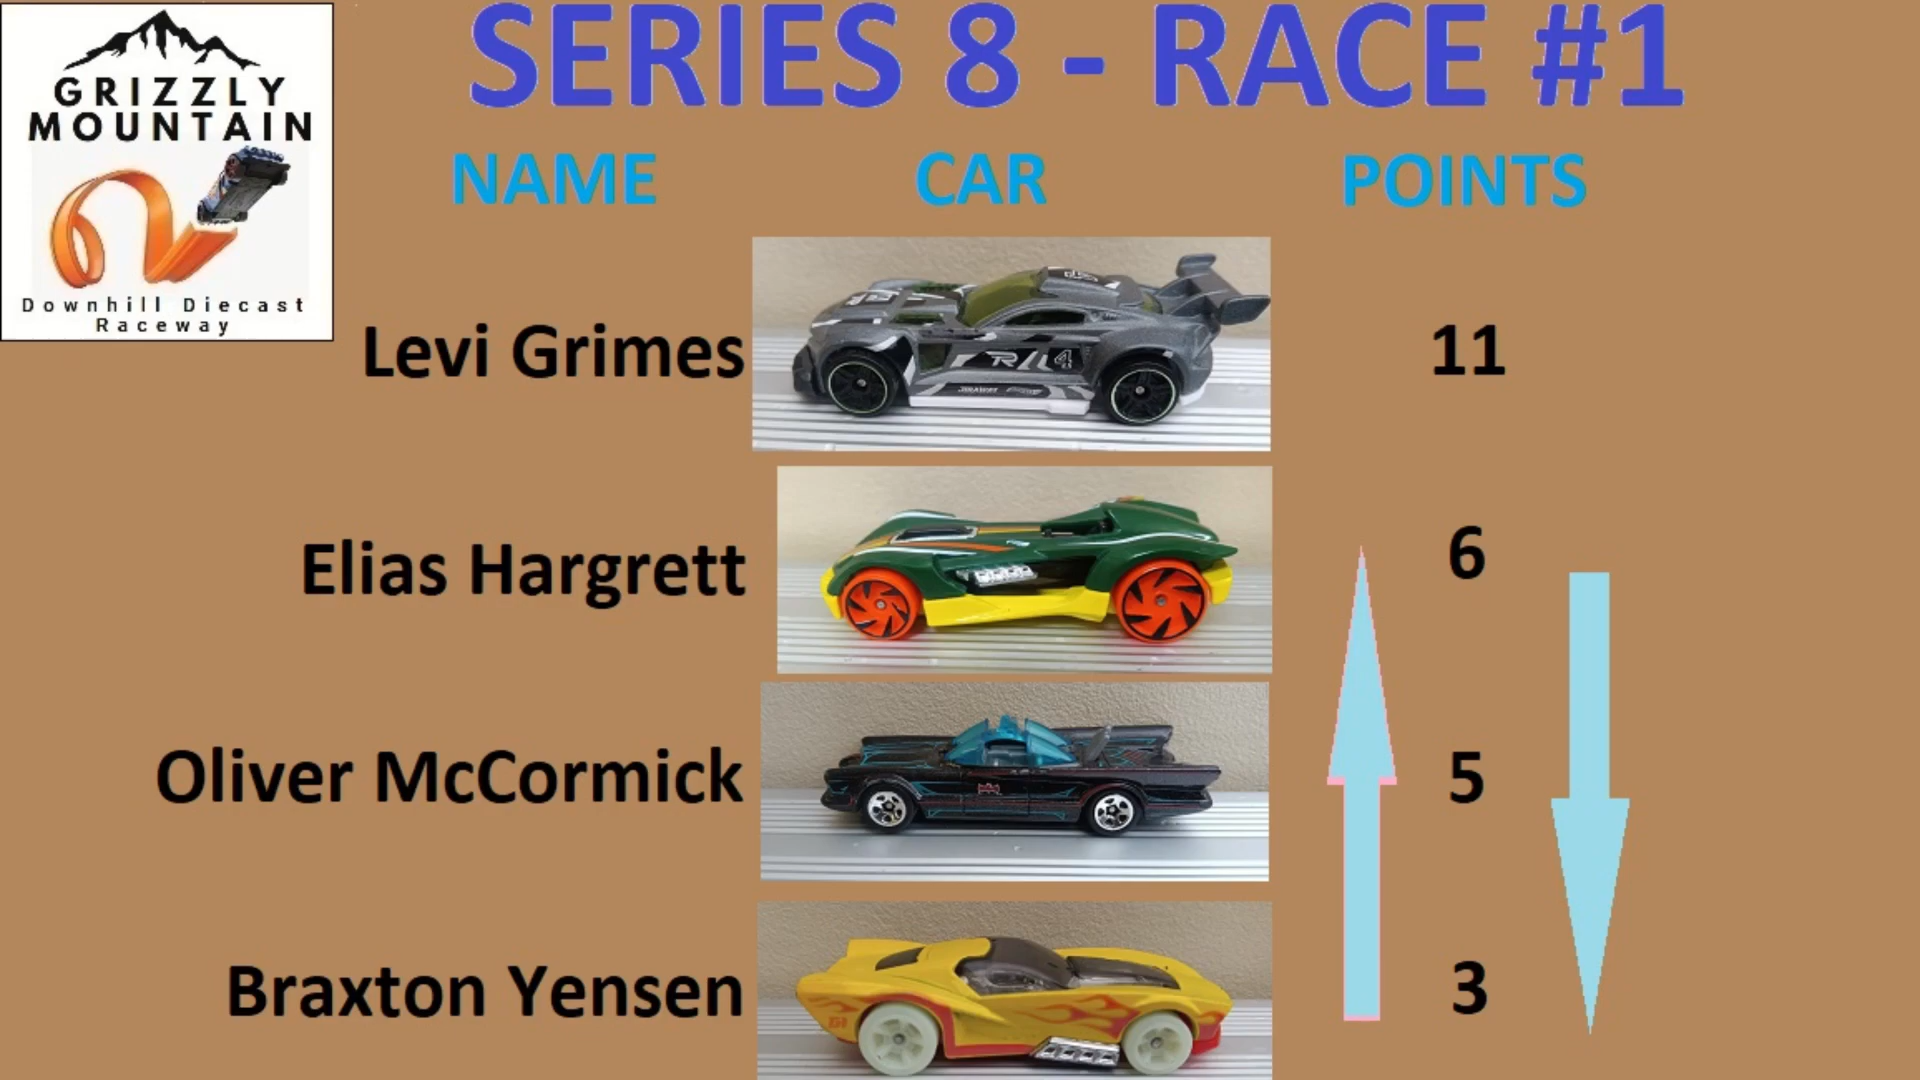 GRIZZLY
MOUNTAIN
Downhill Diecast
Raceway
SERIES 8 - RACE #1
NAME CAR POINTS
Levi Grimes 11
R 4
Elias Hargrett 6
Oliver McCormick 5
Braxton Yensen 3